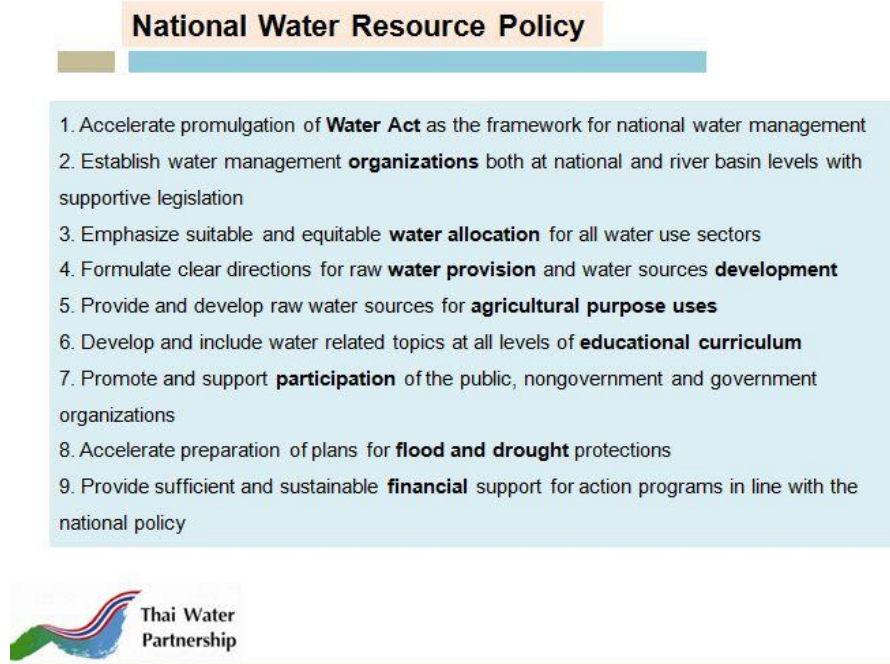 National Water Resource Policy
1. Accelerate promulgation of Water Act as the framework for national water management
2. Establish water management organizations both at national and river basin levels with
supportive legislation
3. Emphasize suitable and equitable water allocation for all water use sectors
4. Formulate clear directions for raw water provision and water sources development
5. Provide and develop raw water sources for agricultural purpose uses
6. Develop and include water related topics at all levels of educational curriculum
7. Promote and support participation of the public, nongovernment and government
organizations
8. Accelerate preparation of plans for flood and drought protections
9. Provide sufficient and sustainable financial support for action programs in line with the
national policy
Thai Water
Partnership